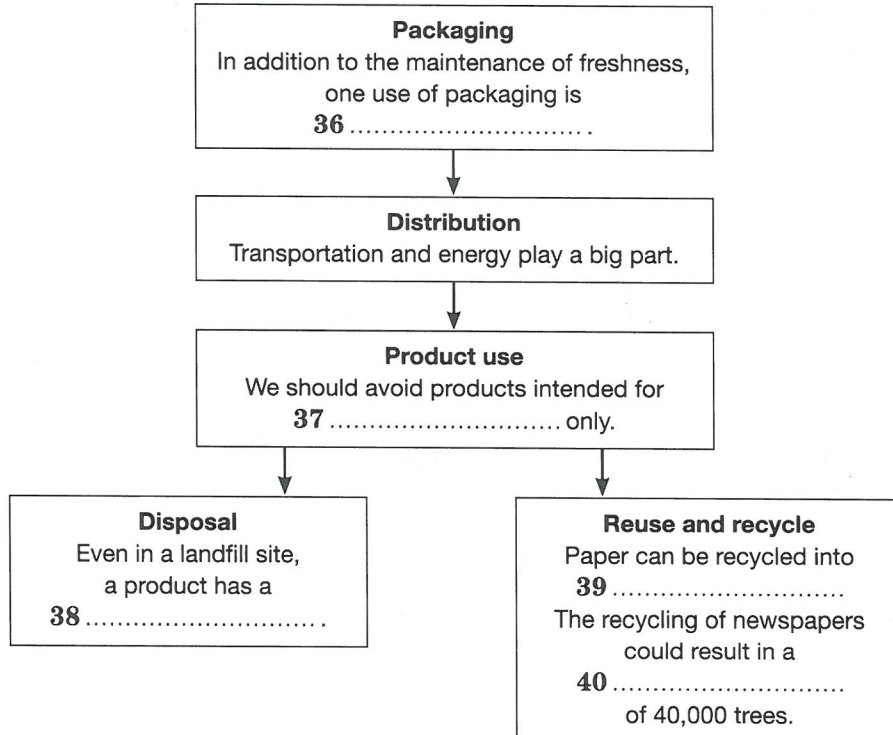 Packaging
In addition to the maintenance of freshness,
one use of packaging is
36 ............................. .
Distribution
Transportation and energy play a big part.
Product use
We should avoid products intended for
37 ............................. only.
Disposal
Even in a landfill site,
a product has a
38 .............................. .
Reuse and recycle
Paper can be recycled into
39 .............................
The recycling of newspapers
could result in a
40 .............................
of 40,000 trees.